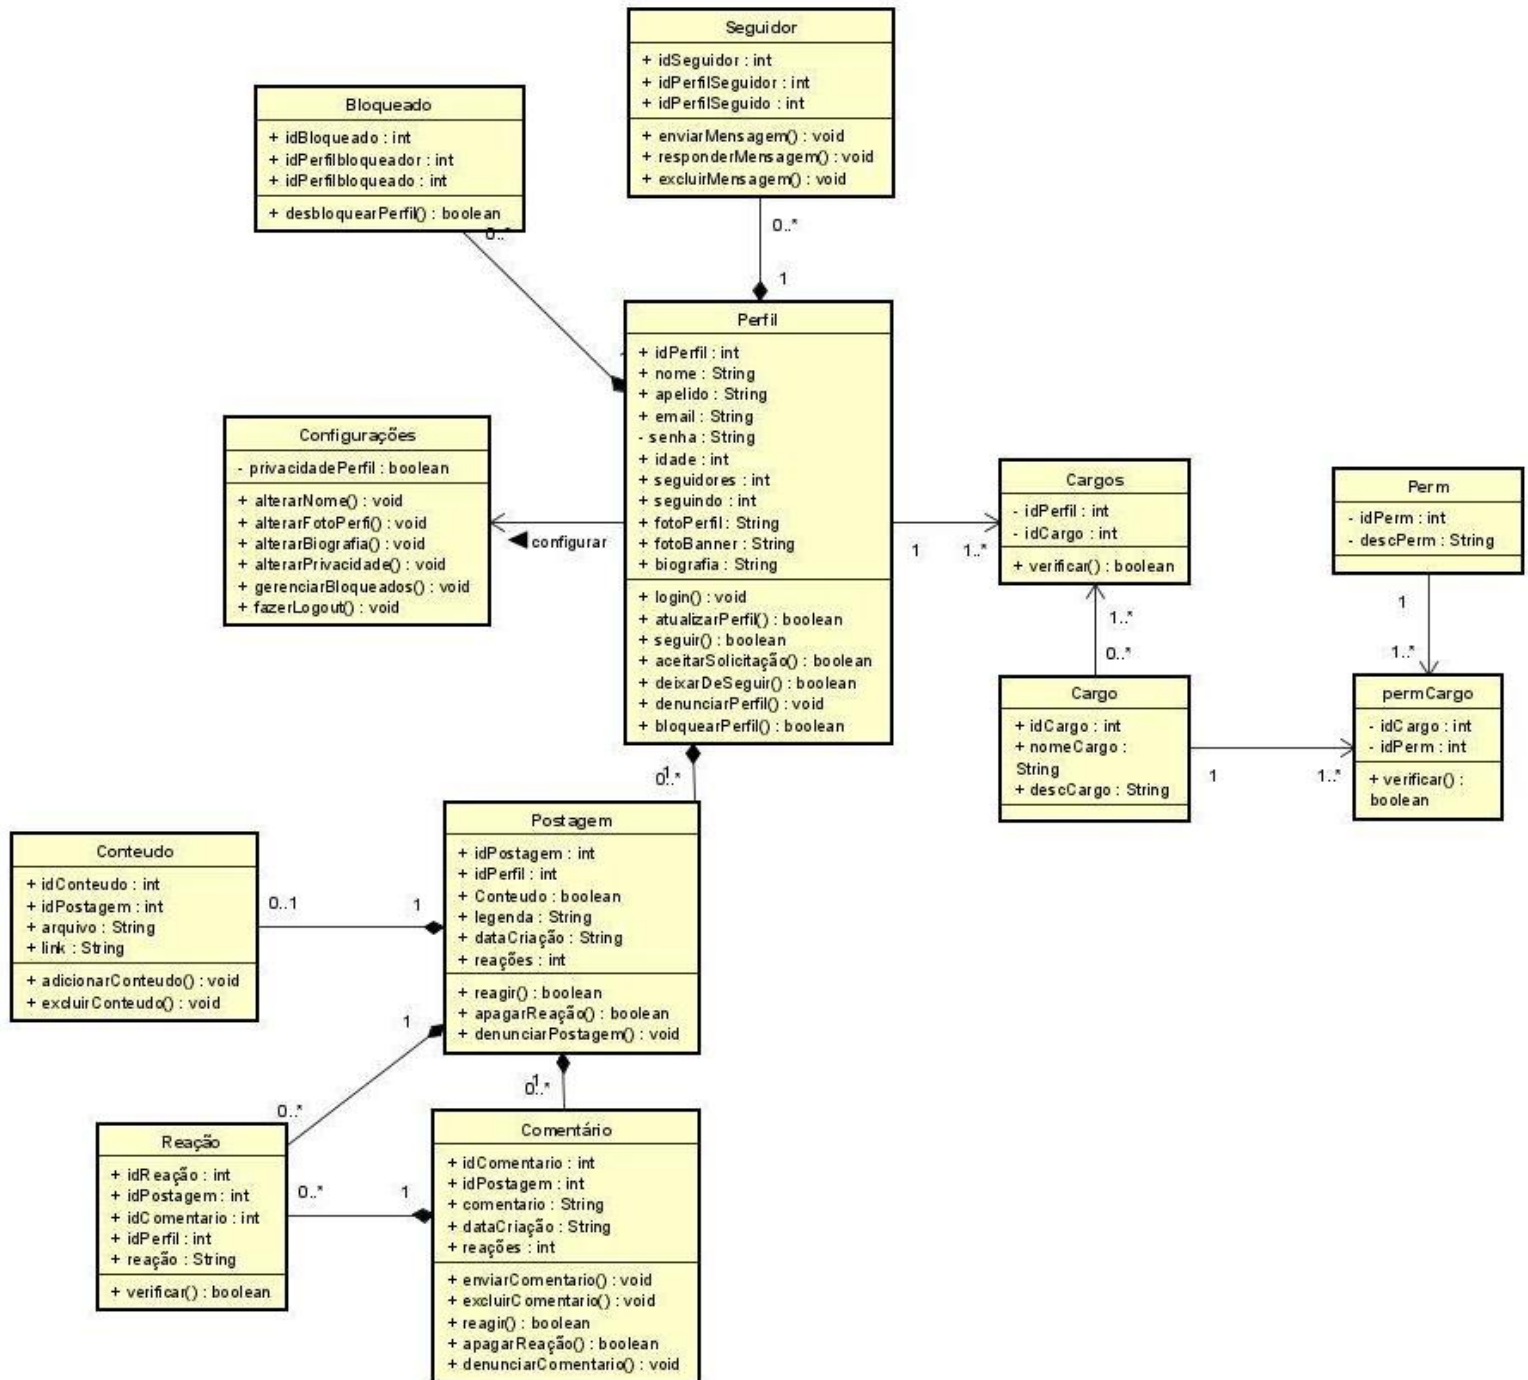 Seguidor
+ idSeguidor : int
+ idPerfilSeguidor : int
+ idPerfilSeguido : int
+ enviarMensagem() : void
+ responderMensagem() : void
+ excluirMensagem() : void
Bloqueado
+ idBloqueado : int
+ idPerfilbloqueador : int
+ idPerfilbloqueado : int
+ desbloquearPerfil() : boolean
0..*
0..*
1
Perfil
+ idPerfil : int
+ nome : String
+ apelido : String
+ email : String
- senha : String
+ idade : int
+ seguidores : int
+ seguindo : int
+ fotoPerfil : String
+ fotoBanner : String
+ biografia : String
+ login() : void
+ atualizarPerfil() : boolean
+ seguir() : boolean
+ aceitarSolicitação() : boolean
+ deixarDeSeguir() : boolean
+ denunciarPerfil() : void
+ bloquearPerfil() : boolean
Configurações
- privacidadePerfil : boolean
+ alterarNome() : void
+ alterarFotoPerfi() : void
+ alterarBiografia() : void
+ alterarPrivacidade() : void
+ gerenciarBloqueados() : void
+ fazerLogout() : void
configurar
1
1..*
Cargos
- idPerfil : int
- idCargo : int
+ verificar() : boolean
1..*
0..*
Perm
- idPerm : int
- descPerm : String
1
1..*
Cargo
+ idCargo : int
+ nomeCargo :
String
+ descCargo : String
1
1..*
permCargo
- idCargo : int
- idPerm : int
+ verificar() :
boolean
1
0..*
Postagem
+ idPostagem : int
+ idPerfil : int
+ Conteudo : boolean
+ legenda : String
+ dataCriação : String
+ reações : int
+ reagir() : boolean
+ apagarReação() : boolean
+ denunciarPostagem() : void
Conteudo
+ idConteudo : int
+ idPostagem : int
+ arquivo : String
+ link : String
+ adicionarConteudo() : void
+ excluirConteudo() : void
0..1
1
1
0..*
1
0..*
Reação
+ idReação : int
+ idPostagem : int
+ idComentario : int
+ idPerfil : int
+ reação : String
+ verificar() : boolean
0..*
1
Comentário
+ idComentario : int
+ idPostagem : int
+ comentario : String
+ dataCriação : String
+ reações : int
+ enviarComentario() : void
+ excluirComentario() : void
+ reagir() : boolean
+ apagarReação() : boolean
+ denunciarComentario() : void